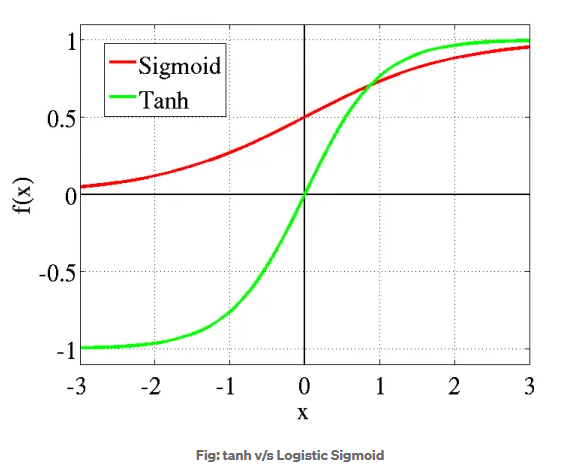 1
Sigmoid
Tanh
0.5
0
-0.5
-1
f(x)
-3 -2 -1 0 1 2 3
x
Fig: tanh v/s Logistic Sigmoid